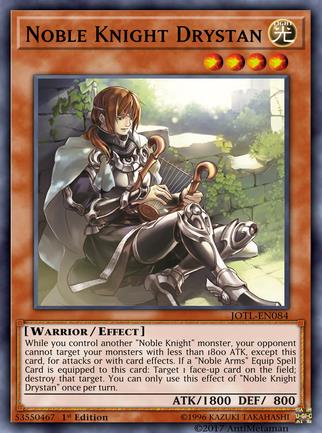 NOBLE KNIGHT DRYSTAN
LIGHT
光
JOTL-EN084
[WARRIOR / EFFECT]
While you control another "Noble Knight" monster, your opponent
cannot target your monsters with less than 1800 ATK, except this
card, for attacks or with card effects. If a "Noble Arms" Equip Spell
Card is equipped to this card: Target 1 face-up card on the field;
destroy that target. You can only use this effect of "Noble Knight
Drystan" once per turn.
ATK/1800 DEF/ 800
53550467 1st Edition ©1996 KAZUKI TAKAHASHI
©2017 AntiMetaman